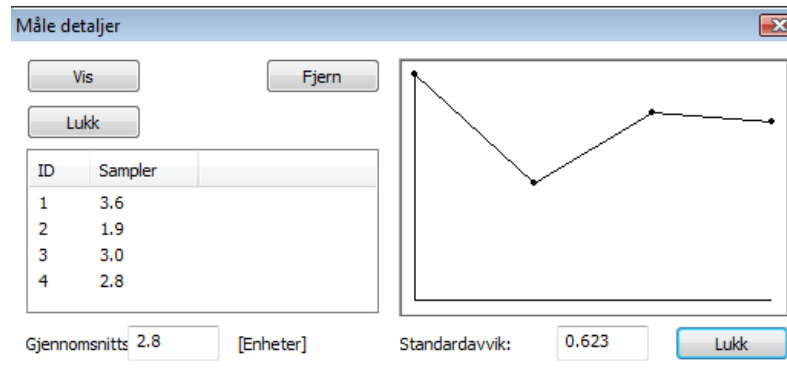 Måle detaljer
Vis
Fjern
Lukk
ID Sampler
1 3.6
2 1.9
3 3.0
4 2.8
Gjennomsnitts 2.8 [Enheter]
Standardavvik: 0.623 Lukk